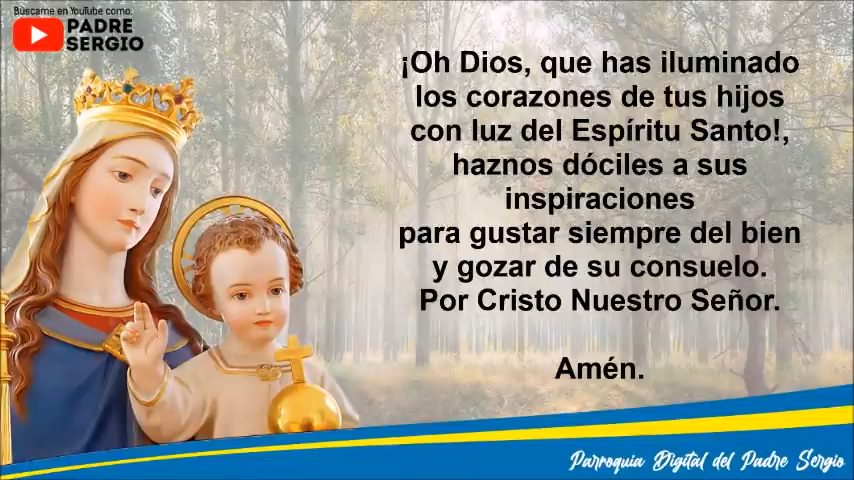 Búscame en YouTube como:
PADRE
SERGIO
¡Oh Dios, que has iluminado
los corazones de tus hijos
con luz del Espíritu Santo!,
haznos dóciles a sus
inspiraciones
para gustar siempre del bien
y gozar de su consuelo.
Por Cristo Nuestro Señor.
Amén.
Parroquia Digital del Padre Sergio